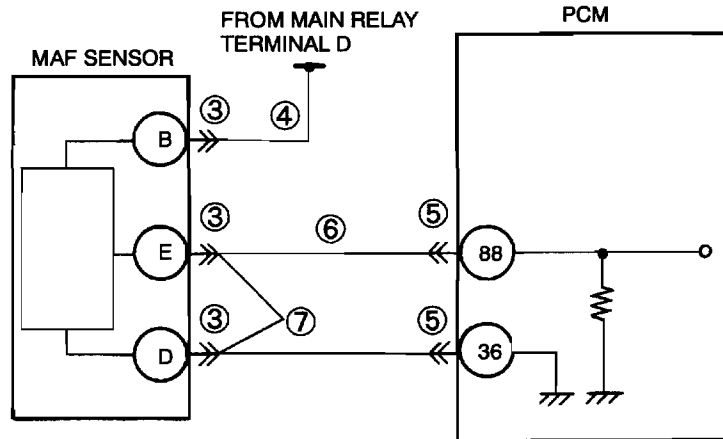 FROM MAIN RELAY
TERMINAL D
PCM
MAF SENSOR
③
④
B
③
⑥
⑤
E
88
③
⑦
⑤
D
36